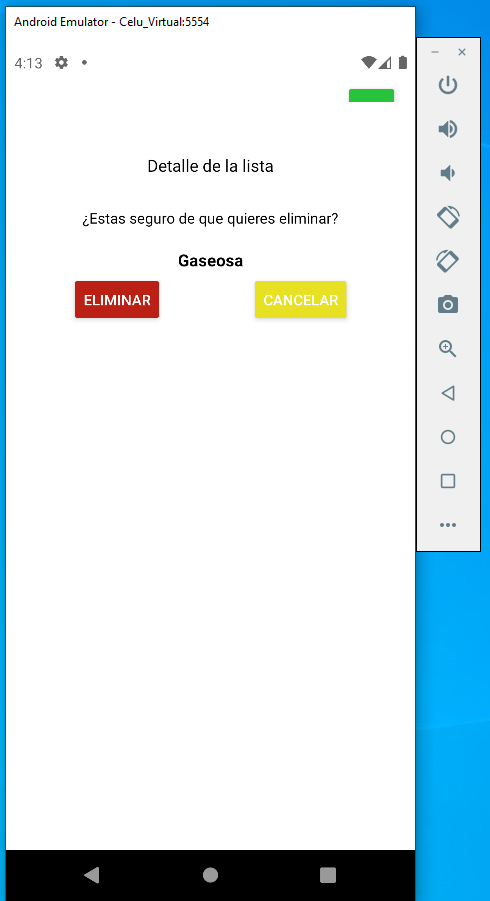 Android Emulator - Celu_Virtual:5554
4:13
Detalle de la lista
¿Estas seguro de que quieres eliminar?
Gaseosa
ELIMINAR CANCELAR